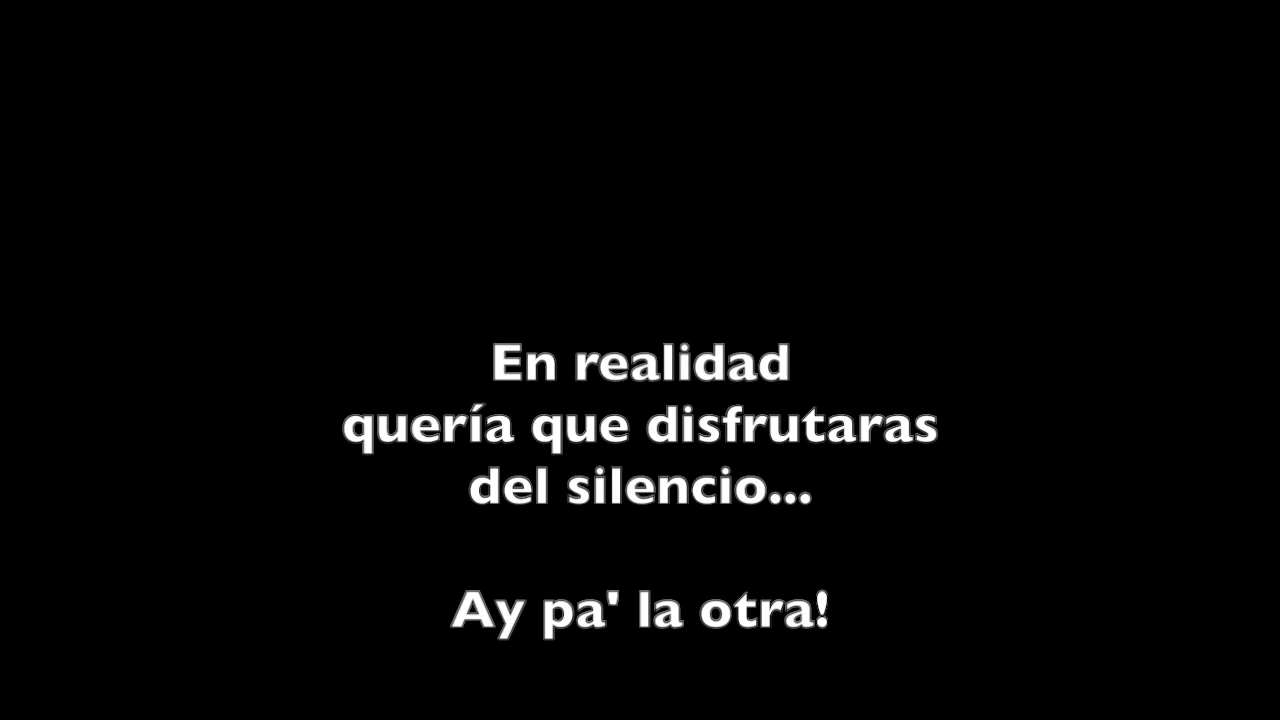 En realidad
quería que disfrutaras
del silencio...
Ay pa' la otra!